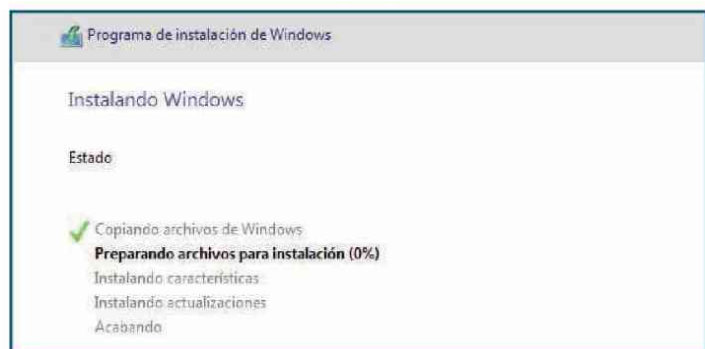 Programa de instalación de Windows
Instalando Windows
Estado
Copiando archivos de Windows
Preparando archivos para instalación (0%)
Instalando características
Instalando actualizaciones
Acabando